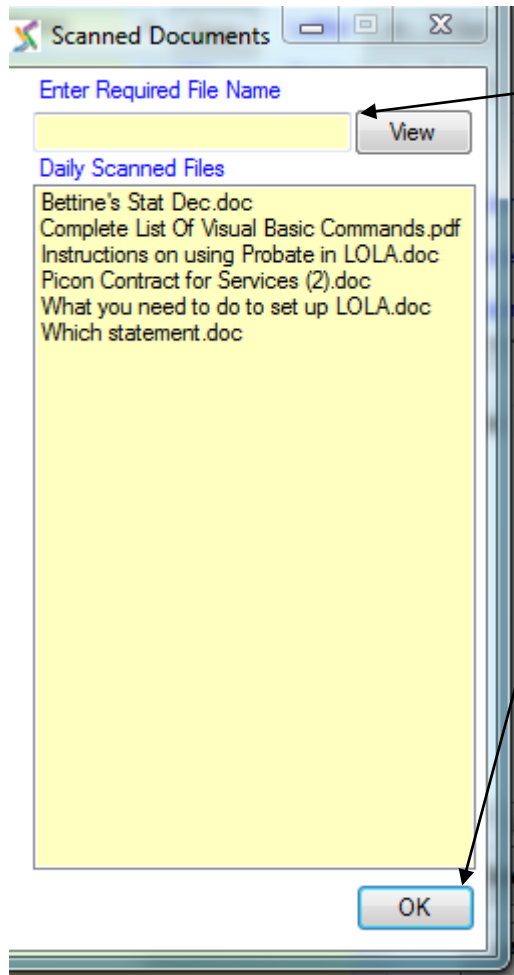 Scanned Documents
Enter Required File Name
View
Daily Scanned Files
Bettine's Stat Dec.doc
Complete List Of Visual Basic Commands.pdf
Instructions on using Probate in LOLA.doc
Picon Contract for Services (2).doc
What you need to do to set up LOLA.doc
Which statement.doc
OK